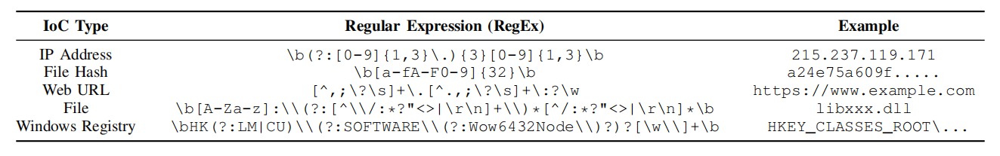 IoC Type Regular Expression (RegEx) Example
IP Address \b(?:[0-9]{1,3}\.){3}[0-9]{1,3}\b 215.237.119.171
File Hash \b[a-fA-F0-9]{32}\b a24e75a609f.....
Web URL [^,;\?\s]+\.[^.,;\?\s]+\:?\w https://www.example.com
File \b[A-Za-z]:\\(?:[^\\/:*?"<>|\r\n]+\\)*[^/:*?"<>|\r\n]*\b libxxx.dll
Windows Registry \bHK(?:LM|CU)\\(?:SOFTWARE\\(?:Wow6432Node\\)?)?[\w\\]+\b HKEY_CLASSES_ROOT\...